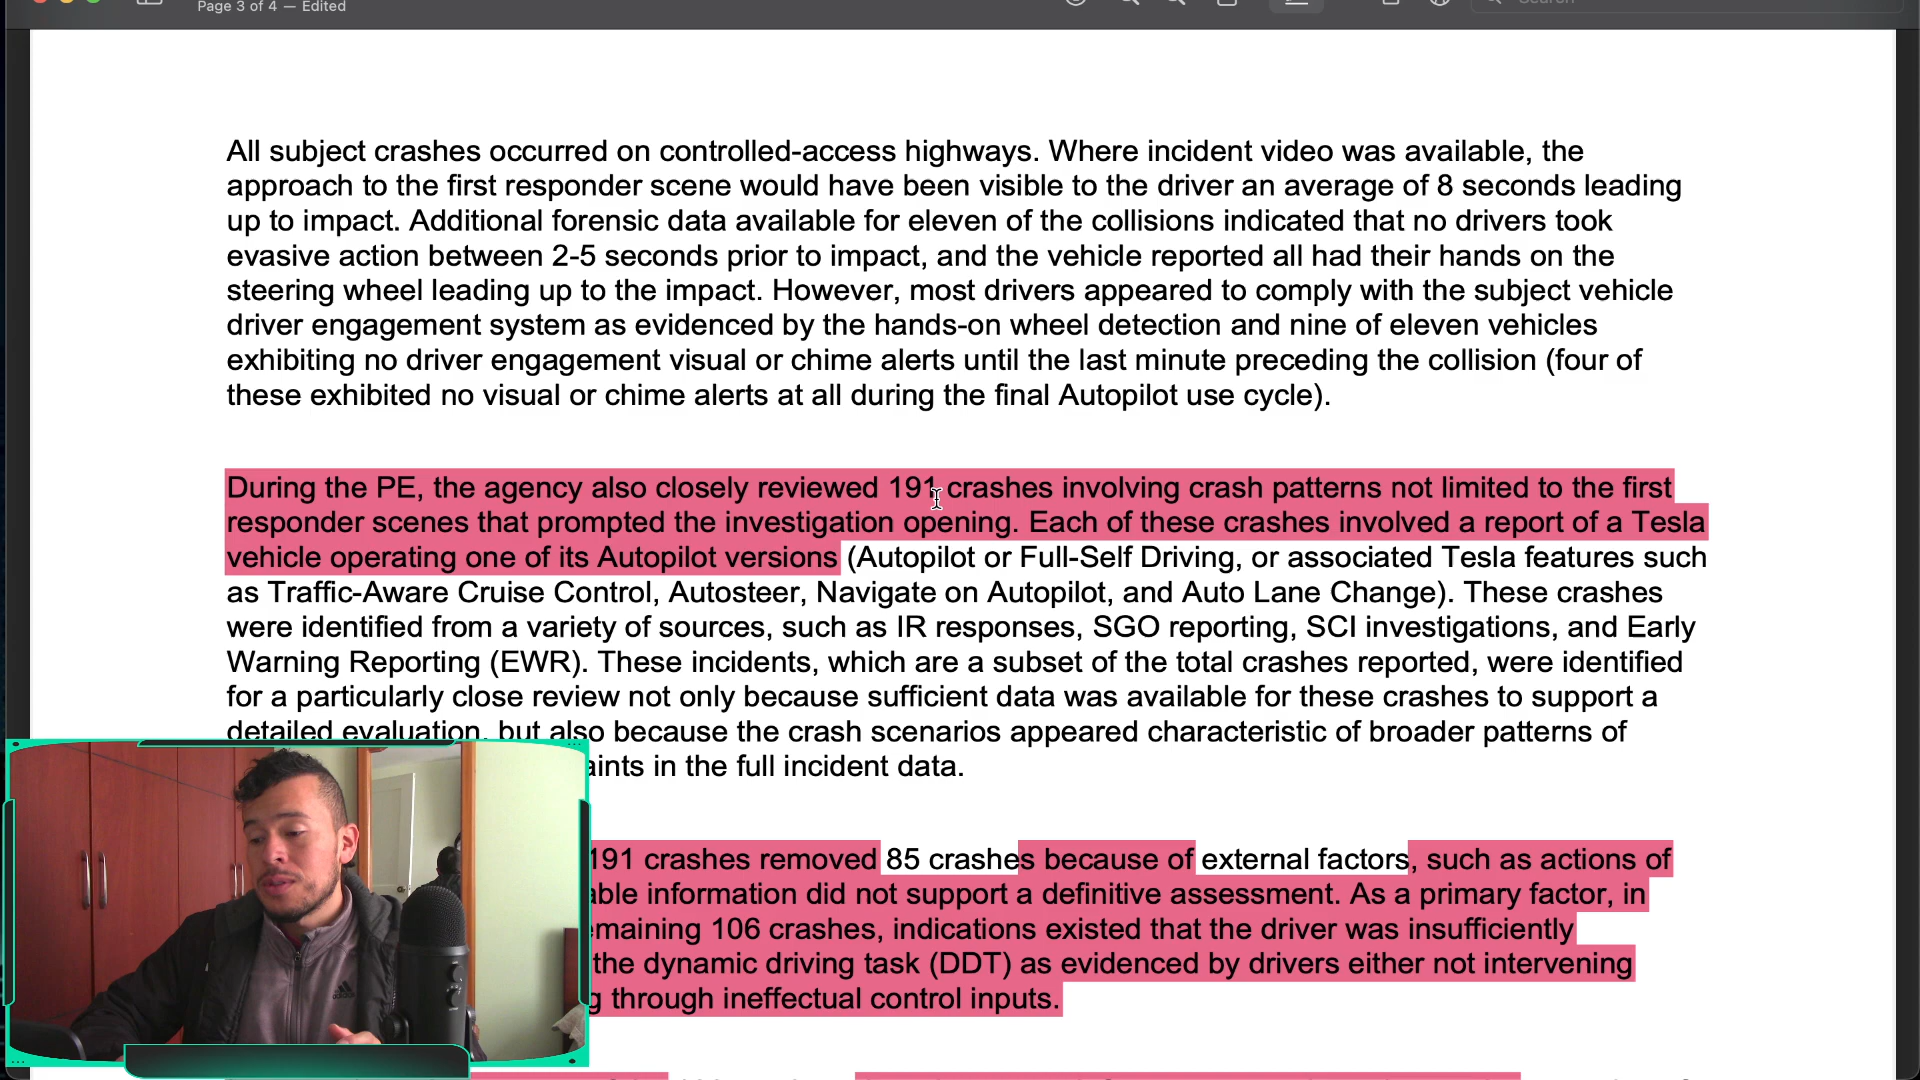 Page 3 of 4 — Edited
Search
All subject crashes occurred on controlled-access highways. Where incident video was available, the
approach to the first responder scene would have been visible to the driver an average of 8 seconds leading
up to impact. Additional forensic data available for eleven of the collisions indicated that no drivers took
evasive action between 2-5 seconds prior to impact, and the vehicle reported all had their hands on the
steering wheel leading up to the impact. However, most drivers appeared to comply with the subject vehicle
driver engagement system as evidenced by the hands-on wheel detection and nine of eleven vehicles
exhibiting no driver engagement visual or chime alerts until the last minute preceding the collision (four of
these exhibited no visual or chime alerts at all during the final Autopilot use cycle).
During the PE, the agency also closely reviewed 191 crashes involving crash patterns not limited to the first
responder scenes that prompted the investigation opening. Each of these crashes involved a report of a Tesla
vehicle operating one of its Autopilot versions (Autopilot or Full-Self Driving, or associated Tesla features such
as Traffic-Aware Cruise Control, Autosteer, Navigate on Autopilot, and Auto Lane Change). These crashes
were identified from a variety of sources, such as IR responses, SGO reporting, SCI investigations, and Early
Warning Reporting (EWR). These incidents, which are a subset of the total crashes reported, were identified
for a particularly close review not only because sufficient data was available for these crashes to support a
detailed evaluation, but also because the crash scenarios appeared characteristic of broader patterns of
aints in the full incident data.
191 crashes removed 85 crashes because of external factors, such as actions of
able information did not support a definitive assessment. As a primary factor, in
emaining 106 crashes, indications existed that the driver was insufficiently
the dynamic driving task (DDT) as evidenced by drivers either not intervening
g through ineffectual control inputs.